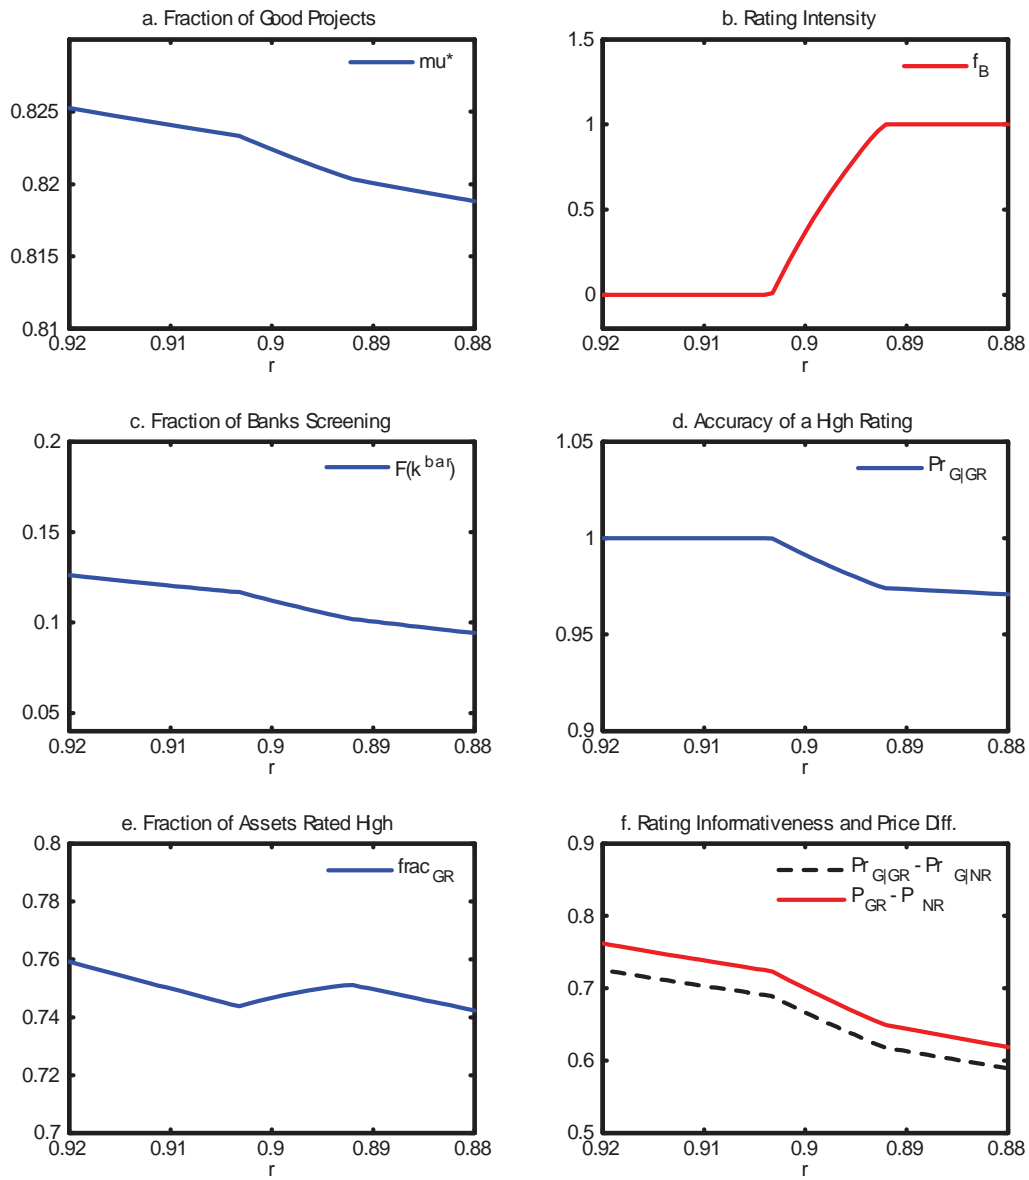 a. Fraction of Good Projects
mu*
0.825
0.82
0.815
0.81
0.92 0.91 0.9 0.89 0.88
r
b. Rating Intensity
f_B
1.5
1
0.5
0
0.92 0.91 0.9 0.89 0.88
r
c. Fraction of Banks Screening
F(k^bar)
0.2
0.15
0.1
0.05
0.92 0.91 0.9 0.89 0.88
r
d. Accuracy of a High Rating
Pr_G|GR
1.05
1
0.95
0.9
0.92 0.91 0.9 0.89 0.88
r
e. Fraction of Assets Rated High
frac_GR
0.8
0.78
0.76
0.74
0.72
0.7
0.92 0.91 0.9 0.89 0.88
r
f. Rating Informativeness and Price Diff.
Pr_G|GR - Pr_G|NR
P_GR - P_NR
0.9
0.8
0.7
0.6
0.5
0.92 0.91 0.9 0.89 0.88
r